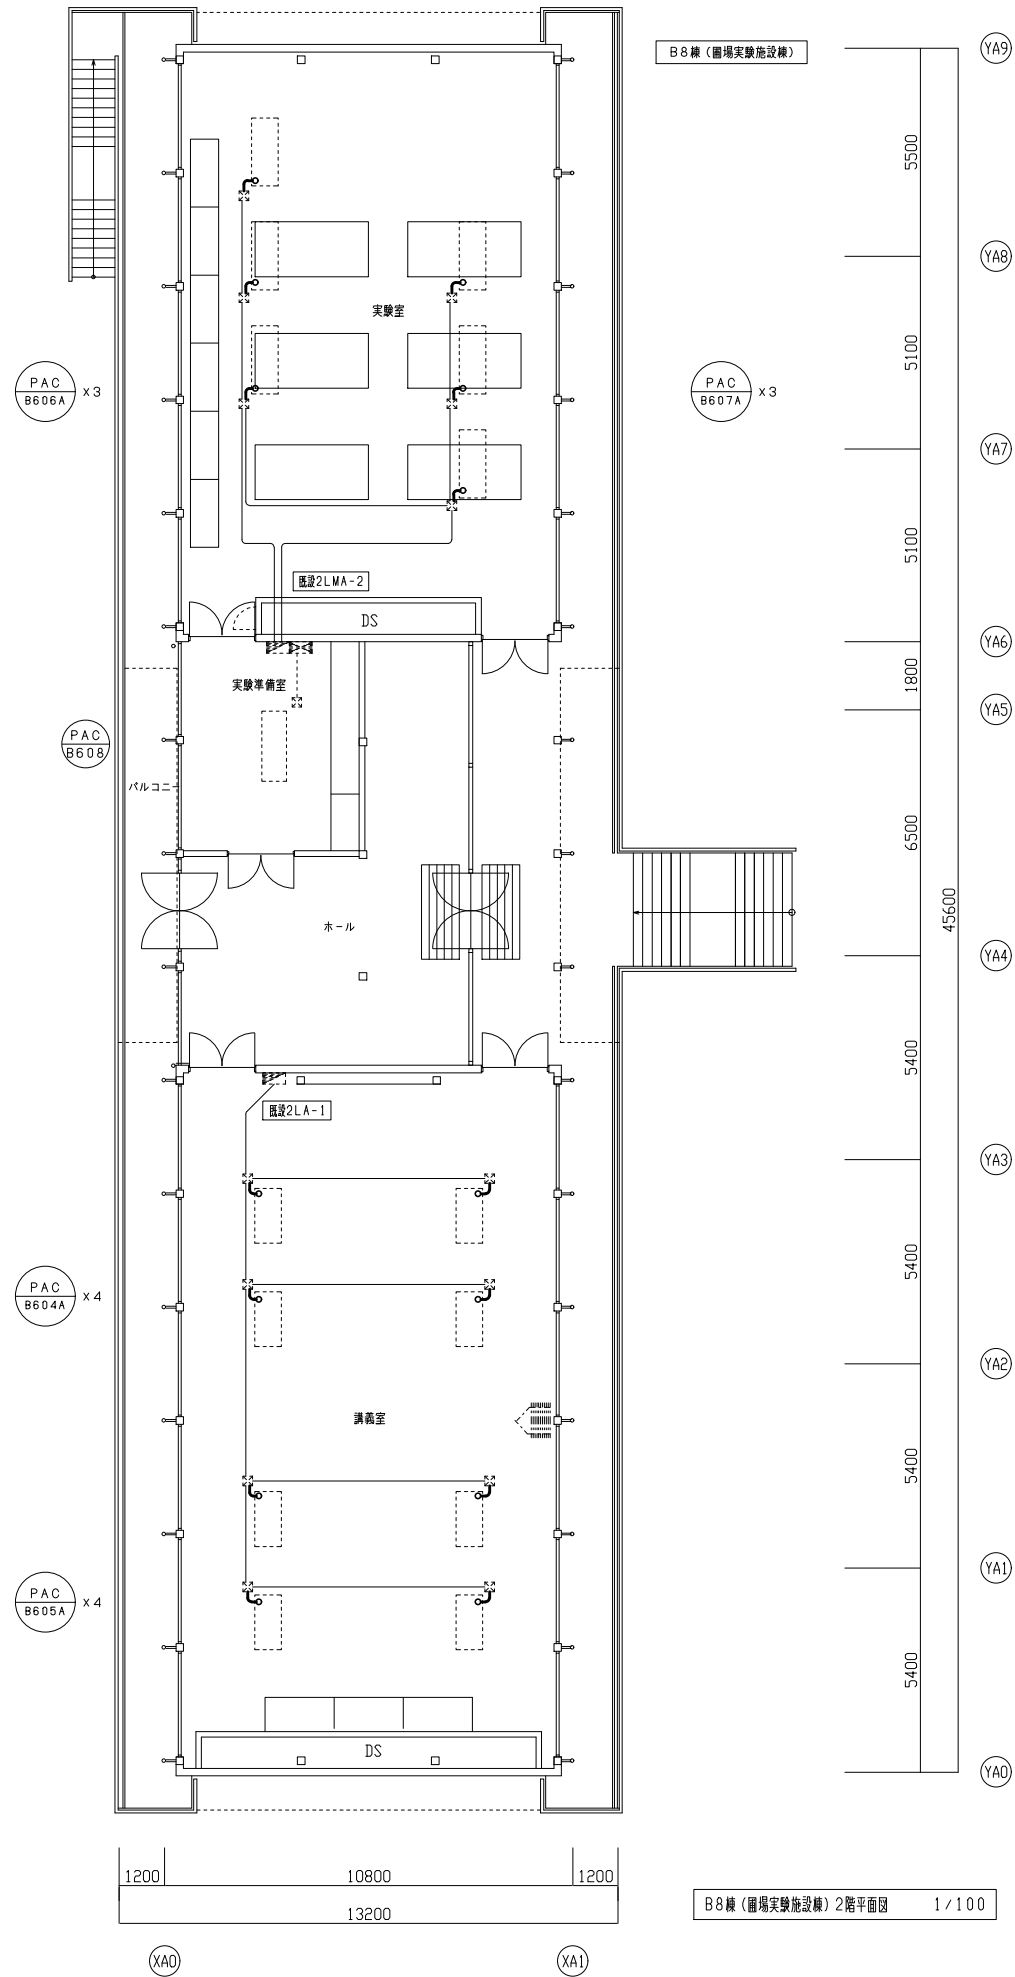 B8棟（圃場実験施設棟）
YA9
5500
YA8
実験室
5100
PAC
B606A
x3
PAC
B607A
x3
YA7
5100
既設2LMA-2
DS
YA6
実験準備室
1800
YA5
PAC
B608
バルコニー
6500
45600
ホール
YA4
5400
既設2LA-1
YA3
5400
PAC
B604A
x4
YA2
講義室
5400
YA1
PAC
B605A
x4
5400
DS
YA0
1200
10800
1200
13200
B8棟（圃場実験施設棟）2階平面図 1/100
XA0
XA1